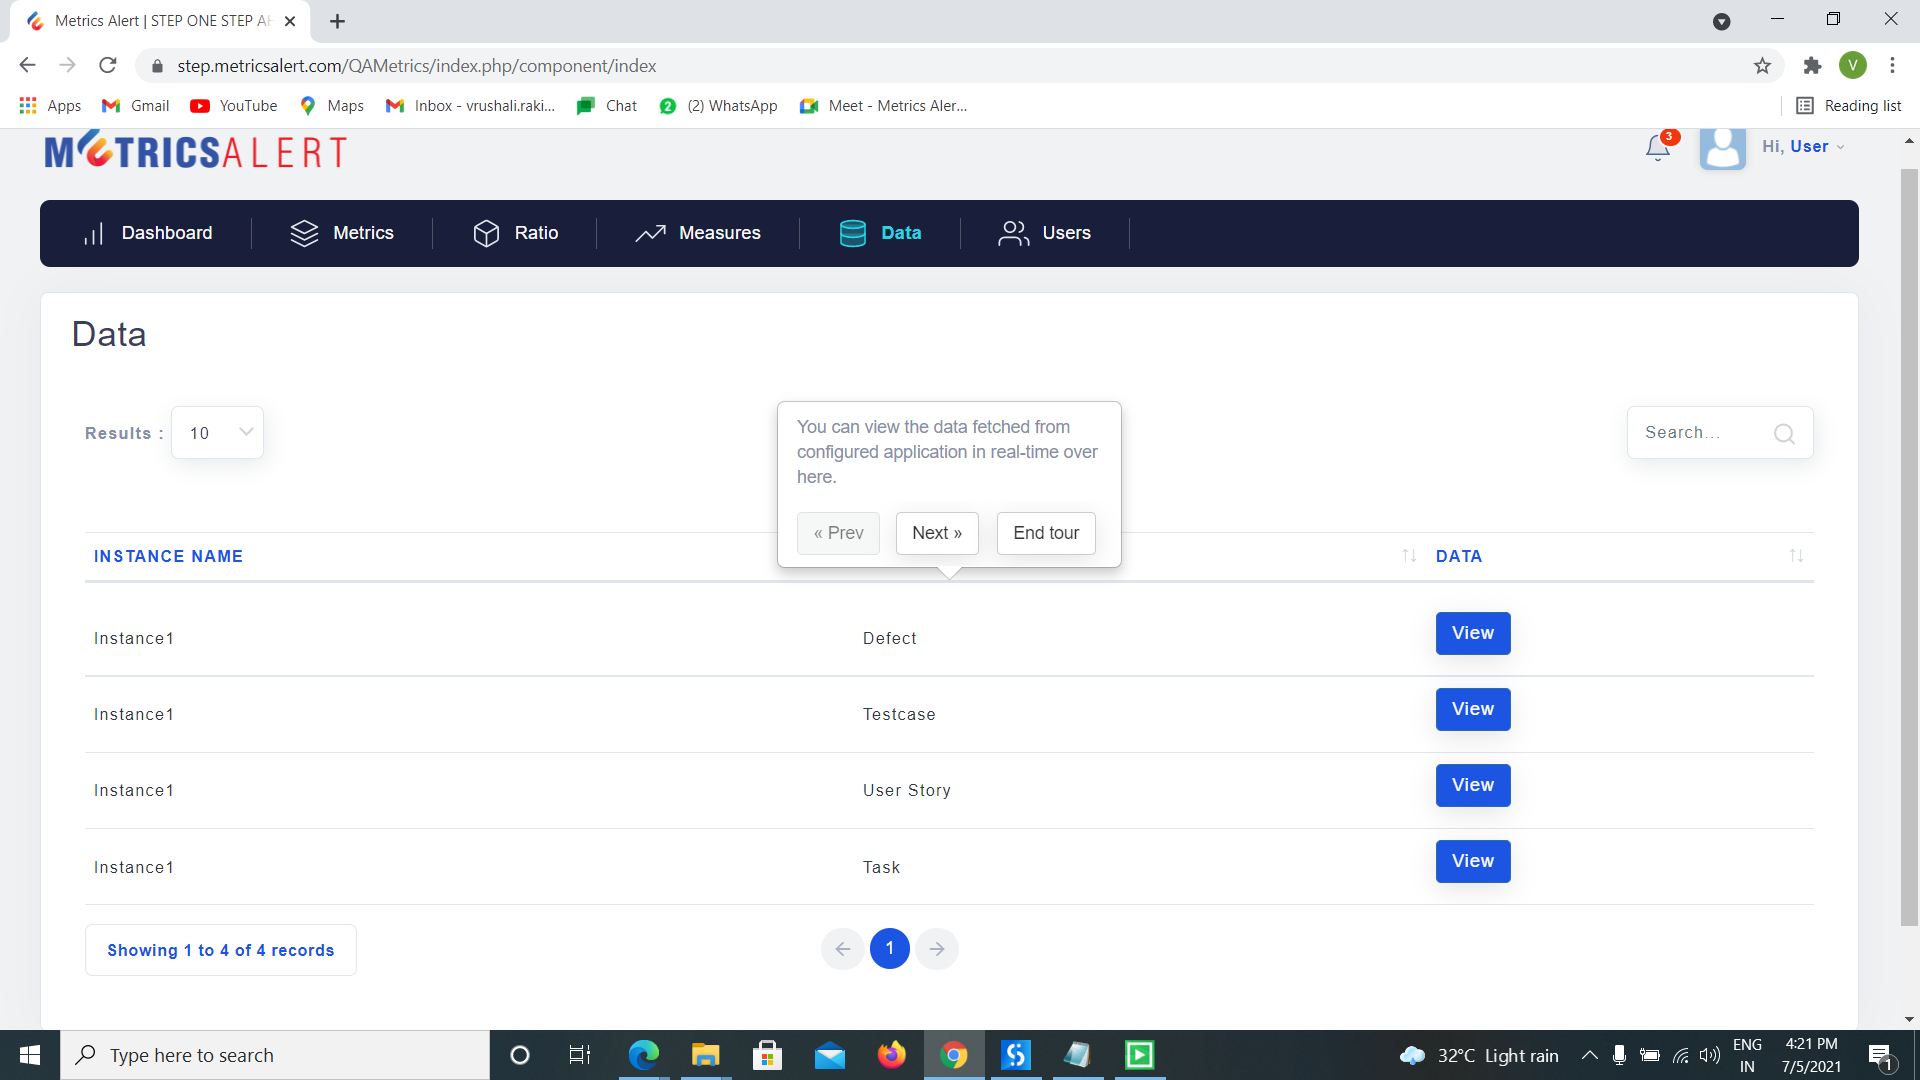 Metrics Alert | STEP ONE STEP AH
step.metricsalert.com/QAMetrics/index.php/component/index
V
Apps Gmail YouTube Maps Inbox - vrushali.raki... Chat 2 (2) WhatsApp Meet - Metrics Aler... Reading list
METRICSALERT
3
Hi, User
Dashboard Metrics Ratio Measures Data Users
Data
Results : 10
Search...
You can view the data fetched from
configured application in real-time over
here.
« Prev Next » End tour
INSTANCE NAME DATA
Instance1 Defect View
Instance1 Testcase View
Instance1 User Story View
Instance1 Task View
Showing 1 to 4 of 4 records
1
Type here to search
32°C Light rain
ENG
IN
4:21 PM
7/5/2021
1